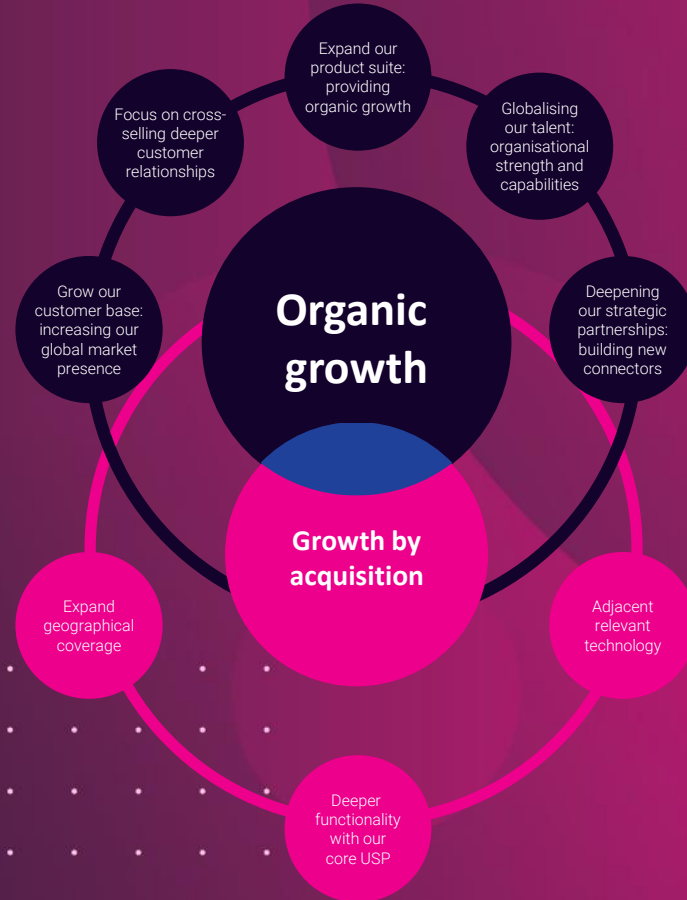 Expand our
product suite:
providing
organic growth
Focus on cross-
selling deeper
customer
relationships
Globalising
our talent:
organisational
strength and
capabilities
Grow our
customer base:
increasing our
global market
presence
Organic
growth
Deepening
our strategic
partnerships:
building new
connectors
Growth by
acquisition
Expand
geographical
coverage
Adjacent
relevant
technology
Deeper
functionality
with our
core USP